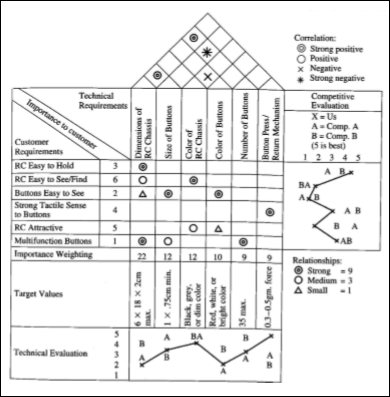 Correlation:
Strong positive
Positive
× Negative
Strong negative
Technical
Requirements
Importance to customer
Customer
Requirements
Dimensions of
RC Chassis
Size of Buttons
Color of
RC Chassis
Color of Buttons
Number of Buttons
Button Press/
Return Mechanism
Competitive
Evaluation
X = Us
A = Comp. A
B = Comp. B
(5 is best)
1 2 3 4 5
RC Easy to Hold 3
A B
RC Easy to See/Find 6
BA
Buttons Easy to See 2
A B
Strong Tactile Sense
to Buttons 4
A B
RC Attractive 5
B A
Multifunction Buttons 1
AB
Importance Weighting 22 12 12 10 9 9
Relationships:
Strong = 9
Medium = 3
Small = 1
Target Values
6 × 18 × 2cm
max.
1 × .75cm min.
Black, grey,
or dim color
Red, white, or
bright color
35 max.
0.3–0.5gm. force
Technical Evaluation
5 A BA
4 B B B
3 B A
2 A A B
1